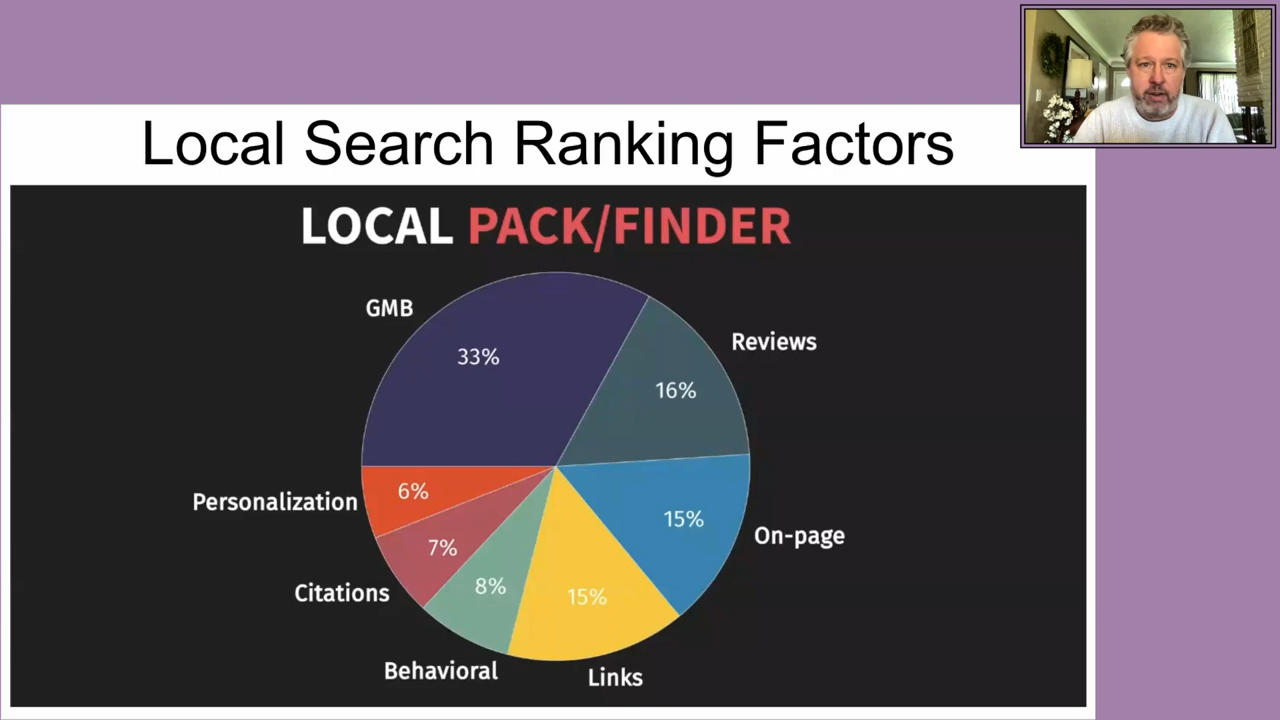 Local Search Ranking Factors
LOCAL PACK/FINDER
GMB
33%
Reviews
16%
Personalization
6%
15%
On-page
7%
Citations
8%
15%
Behavioral
Links